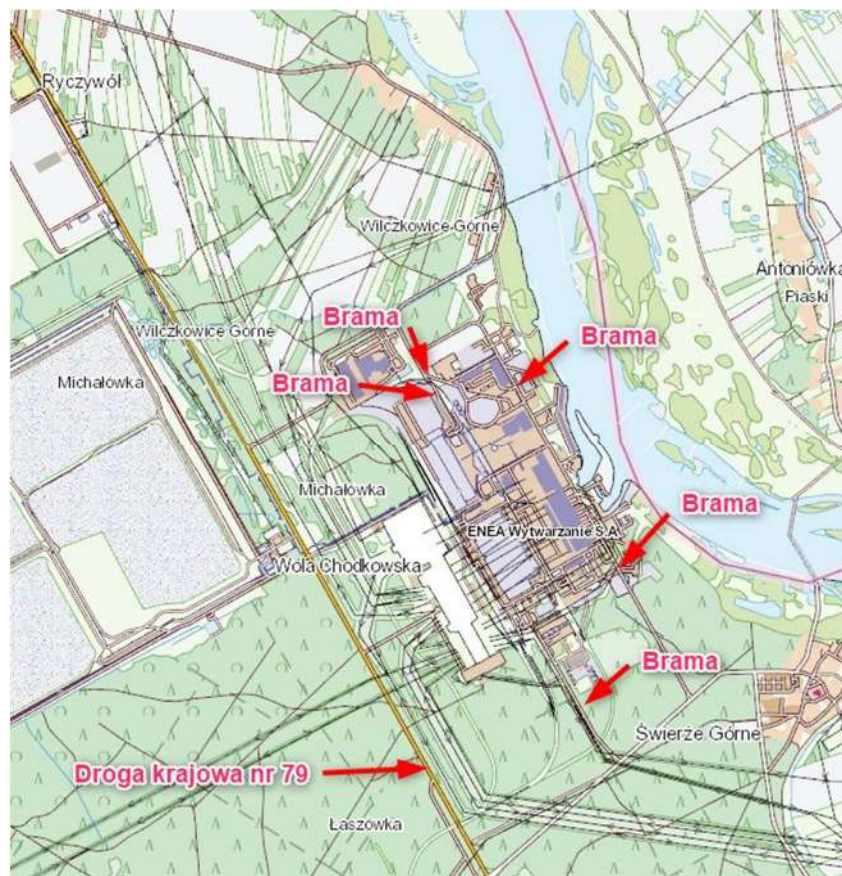 Ryczywół
Wilczkowice Górne
Antoniówka
Piaski
Brama
Wilczkowice Górne
Brama
Michałówka
Brama
Michałówka
Brama
ENEA Wytwarzanie S.A.
Wola Chodkowska
Brama
Świerże Górne
Droga krajowa nr 79
Łaszówka